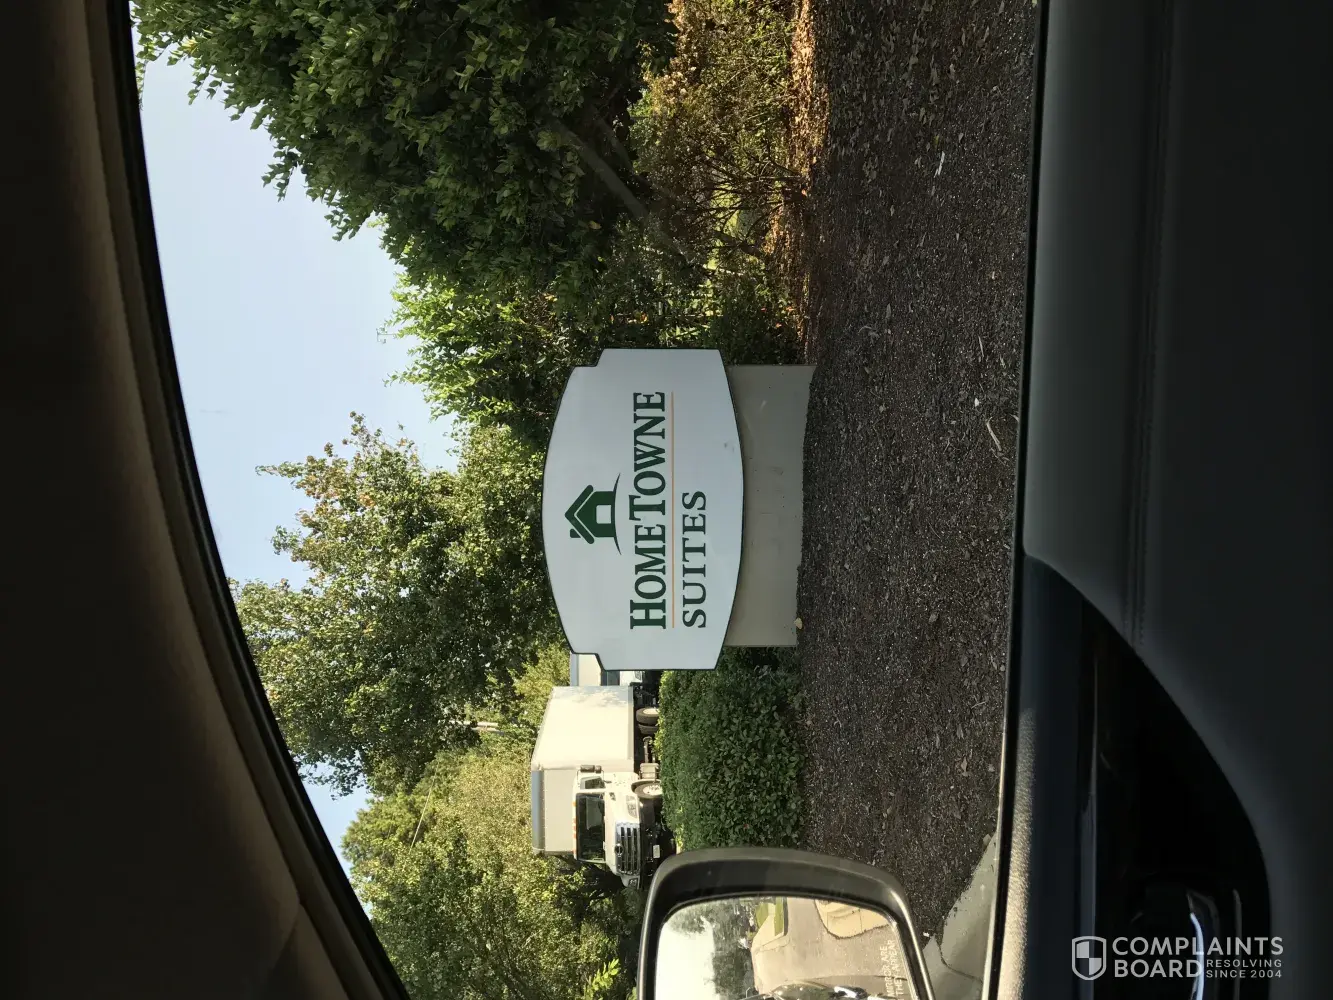 HOMETOWNE
SUITES
COMPLAINTS
BOARD RESOLVING
SINCE 2004